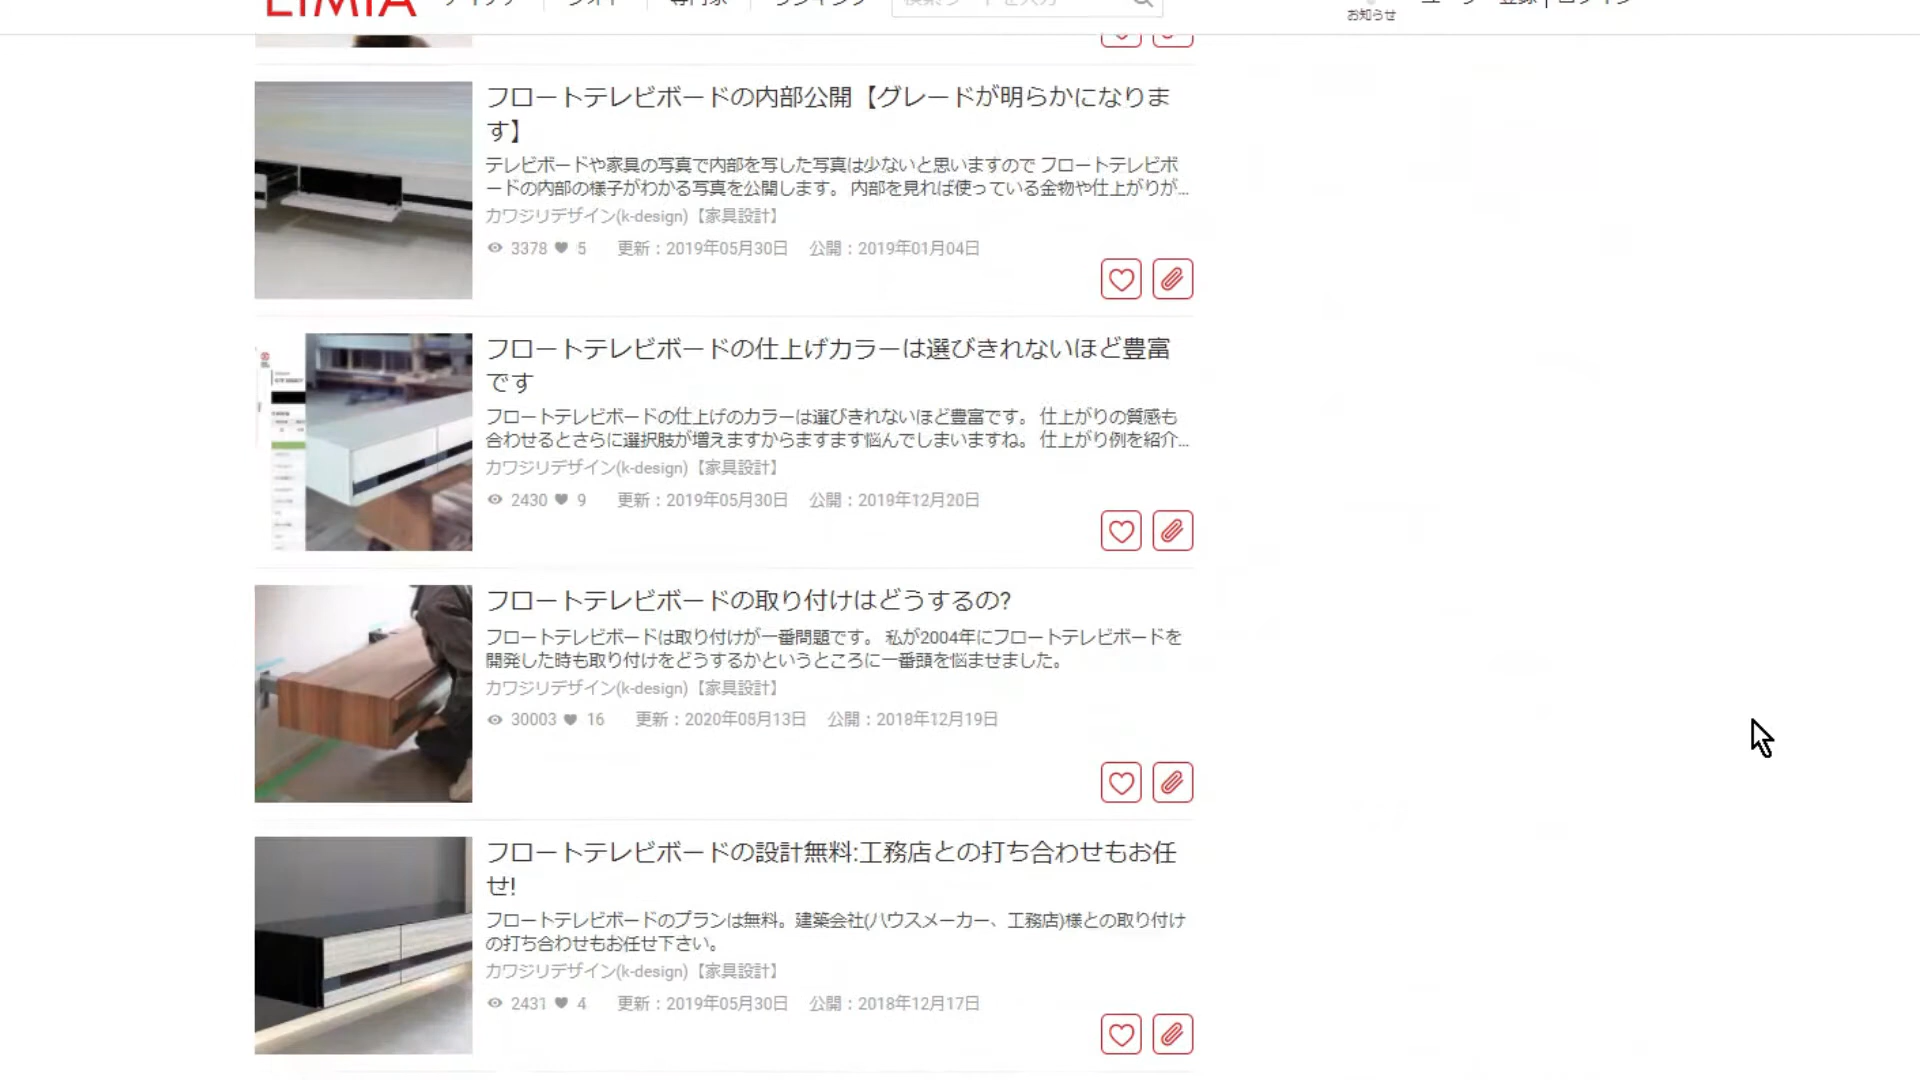 LIMIA
お知らせ
フロートテレビボードの内部公開【グレードが明らかになりま
す】
テレビボードや家具の写真で内部を写した写真は少ないと思いますので フロートテレビボ
ードの内部の様子がわかる写真を公開します。 内部を見れば使っている金物や仕上がりが...
カワジリデザイン(k-design)【家具設計】
3378 5 更新：2019年05月30日 公開：2019年01月04日
フロートテレビボードの仕上げカラーは選びきれないほど豊富
です
フロートテレビボードの仕上げのカラーは選びきれないほど豊富です。 仕上がりの質感も
合わせるとさらに選択肢が増えますからますます悩んでしまいますね。 仕上がり例を紹介...
カワジリデザイン(k-design)【家具設計】
2430 9 更新：2019年05月30日 公開：2018年12月20日
フロートテレビボードの取り付けはどうするの?
フロートテレビボードは取り付けが一番問題です。 私が2004年にフロートテレビボードを
開発した時も取り付けをどうするかというところに一番頭を悩ませました。
カワジリデザイン(k-design)【家具設計】
30003 16 更新：2020年08月13日 公開：2018年12月19日
フロートテレビボードの設計無料:工務店との打ち合わせもお任
せ!
フロートテレビボードのプランは無料。建築会社(ハウスメーカー、工務店)様との取り付け
の打ち合わせもお任せ下さい。
カワジリデザイン(k-design)【家具設計】
2431 4 更新：2019年05月30日 公開：2018年12月17日